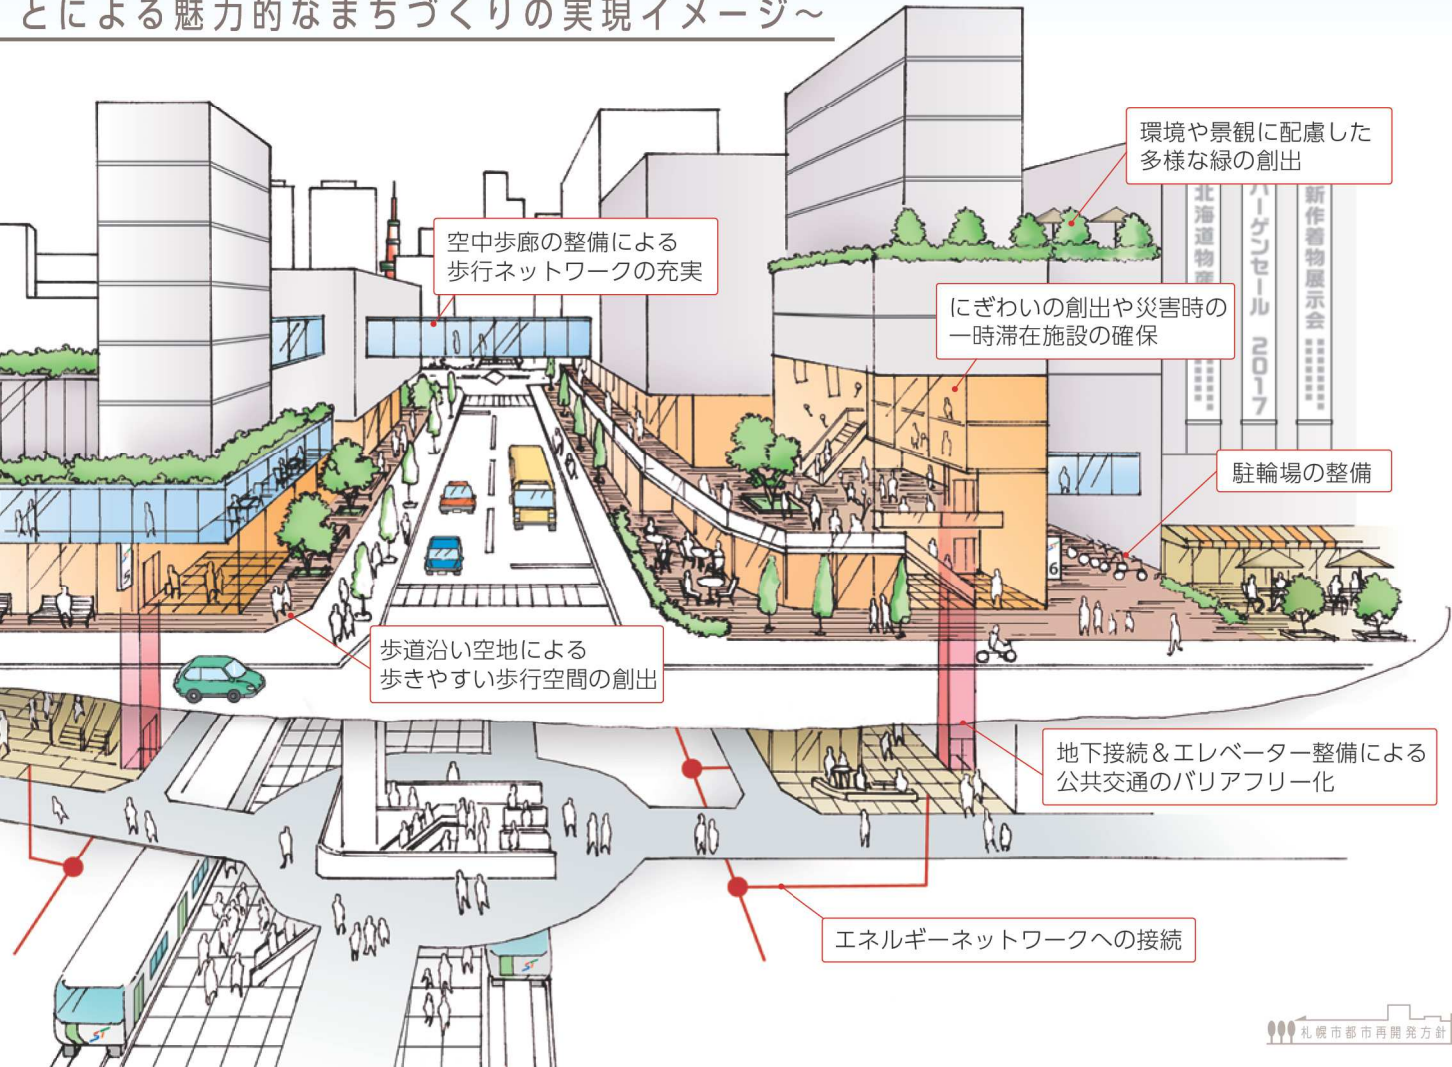 とによる魅力的なまちづくりの実現イメージ～
環境や景観に配慮した
多様な緑の創出
新作着物展示会
バーゲンセール 2017
北海道物産
空中歩廊の整備による
歩行ネットワークの充実
にぎわいの創出や災害時の
一時滞在施設の確保
駐輪場の整備
6
歩道沿い空地による
歩きやすい歩行空間の創出
地下接続＆エレベーター整備による
公共交通のバリアフリー化
エネルギーネットワークへの接続
札幌市都市再開発方針